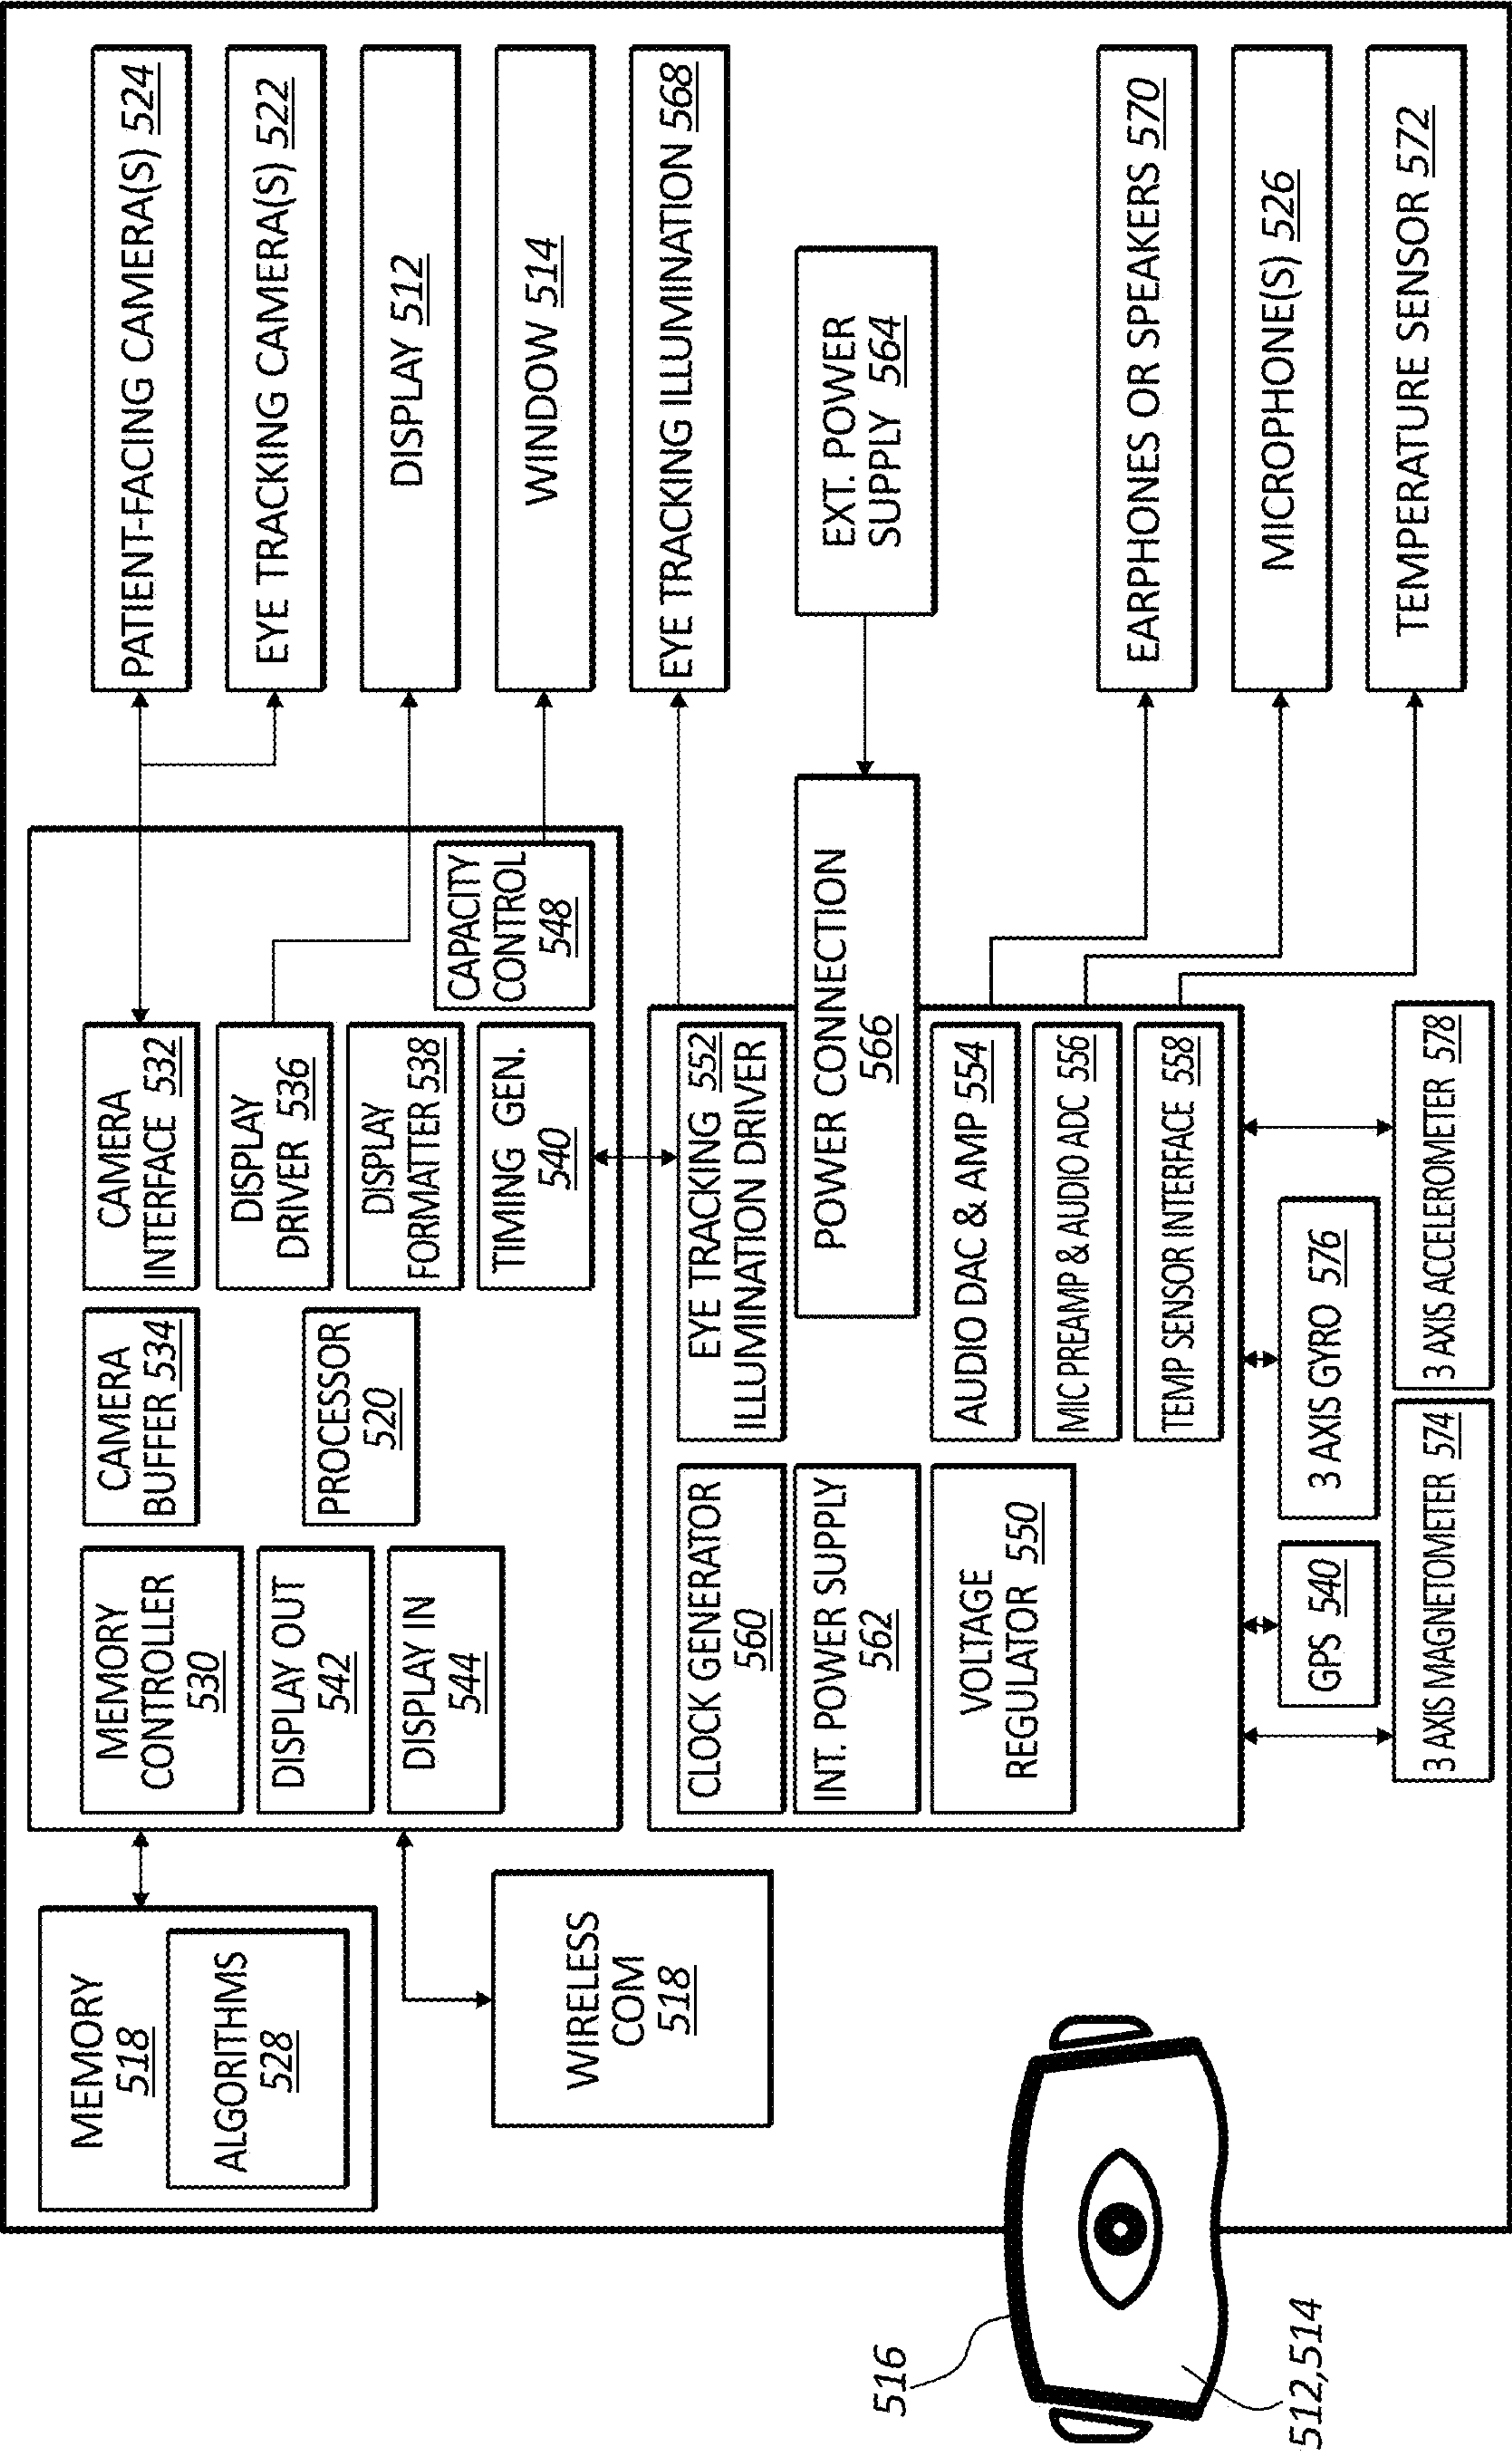 MEMORY
518
ALGORITHMS
528
WIRELESS
COM
518
516
512,514
MEMORY
CONTROLLER
530
DISPLAY OUT
542
DISPLAY IN
544
CAMERA
BUFFER 534
PROCESSOR
520
CAMERA
INTERFACE 532
DISPLAY
DRIVER 536
DISPLAY
FORMATTER 538
TIMING GEN.
540
CAPACITY
CONTROL
548
CLOCK GENERATOR
560
INT. POWER SUPPLY
562
VOLTAGE
REGULATOR 550
EYE TRACKING 552
ILLUMINATION DRIVER
POWER CONNECTION
566
AUDIO DAC & AMP 554
MIC PREAMP & AUDIO ADC 556
TEMP SENSOR INTERFACE 558
GPS 540
3 AXIS GYRO 576
3 AXIS MAGNETOMETER 574
3 AXIS ACCELEROMETER 578
PATIENT-FACING CAMERA(S) 524
EYE TRACKING CAMERA(S) 522
DISPLAY 512
WINDOW 514
EYE TRACKING ILLUMINATION 568
EXT. POWER
SUPPLY 564
EARPHONES OR SPEAKERS 570
MICROPHONE(S) 526
TEMPERATURE SENSOR 572